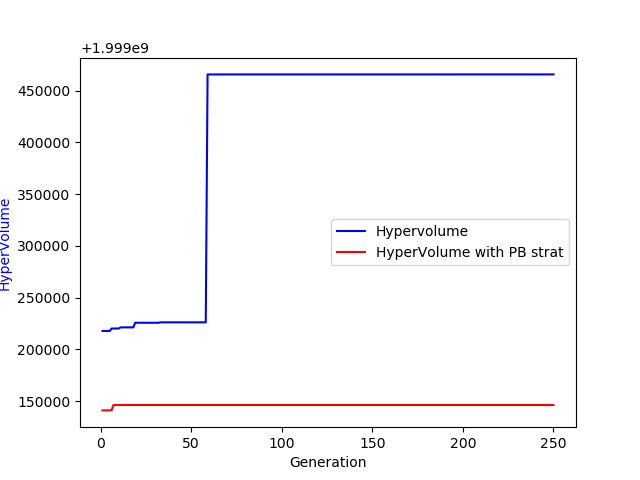 +1.999e9
450000
400000
350000
300000
250000
200000
150000
HyperVolume
Hypervolume
HyperVolume with PB strat
0 50 100 150 200 250
Generation